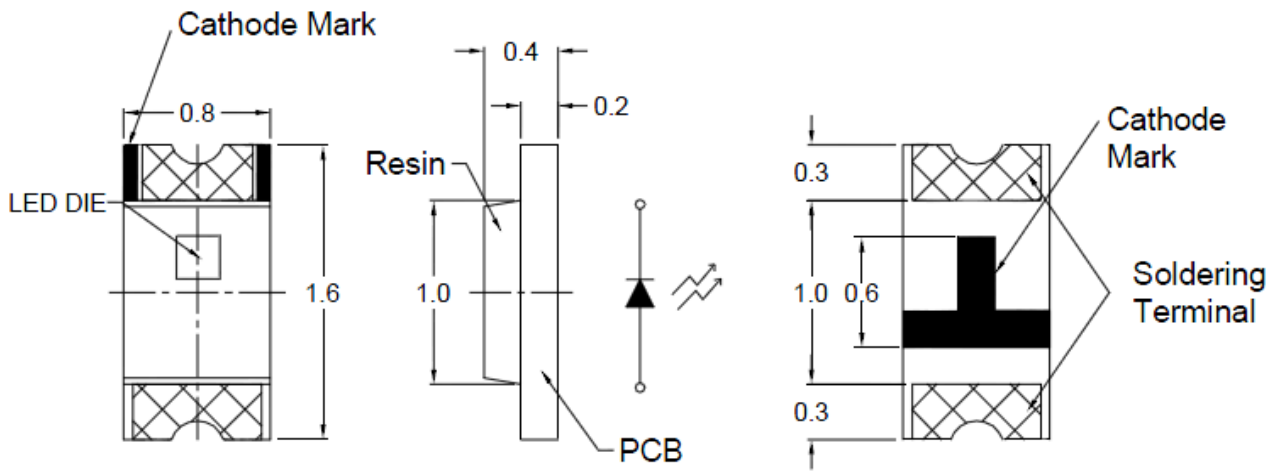 Cathode Mark
0.8
LED DIE
1.6
0.4
0.2
Resin
1.0
PCB
Cathode
Mark
0.3
1.0
0.6
0.3
Soldering
Terminal